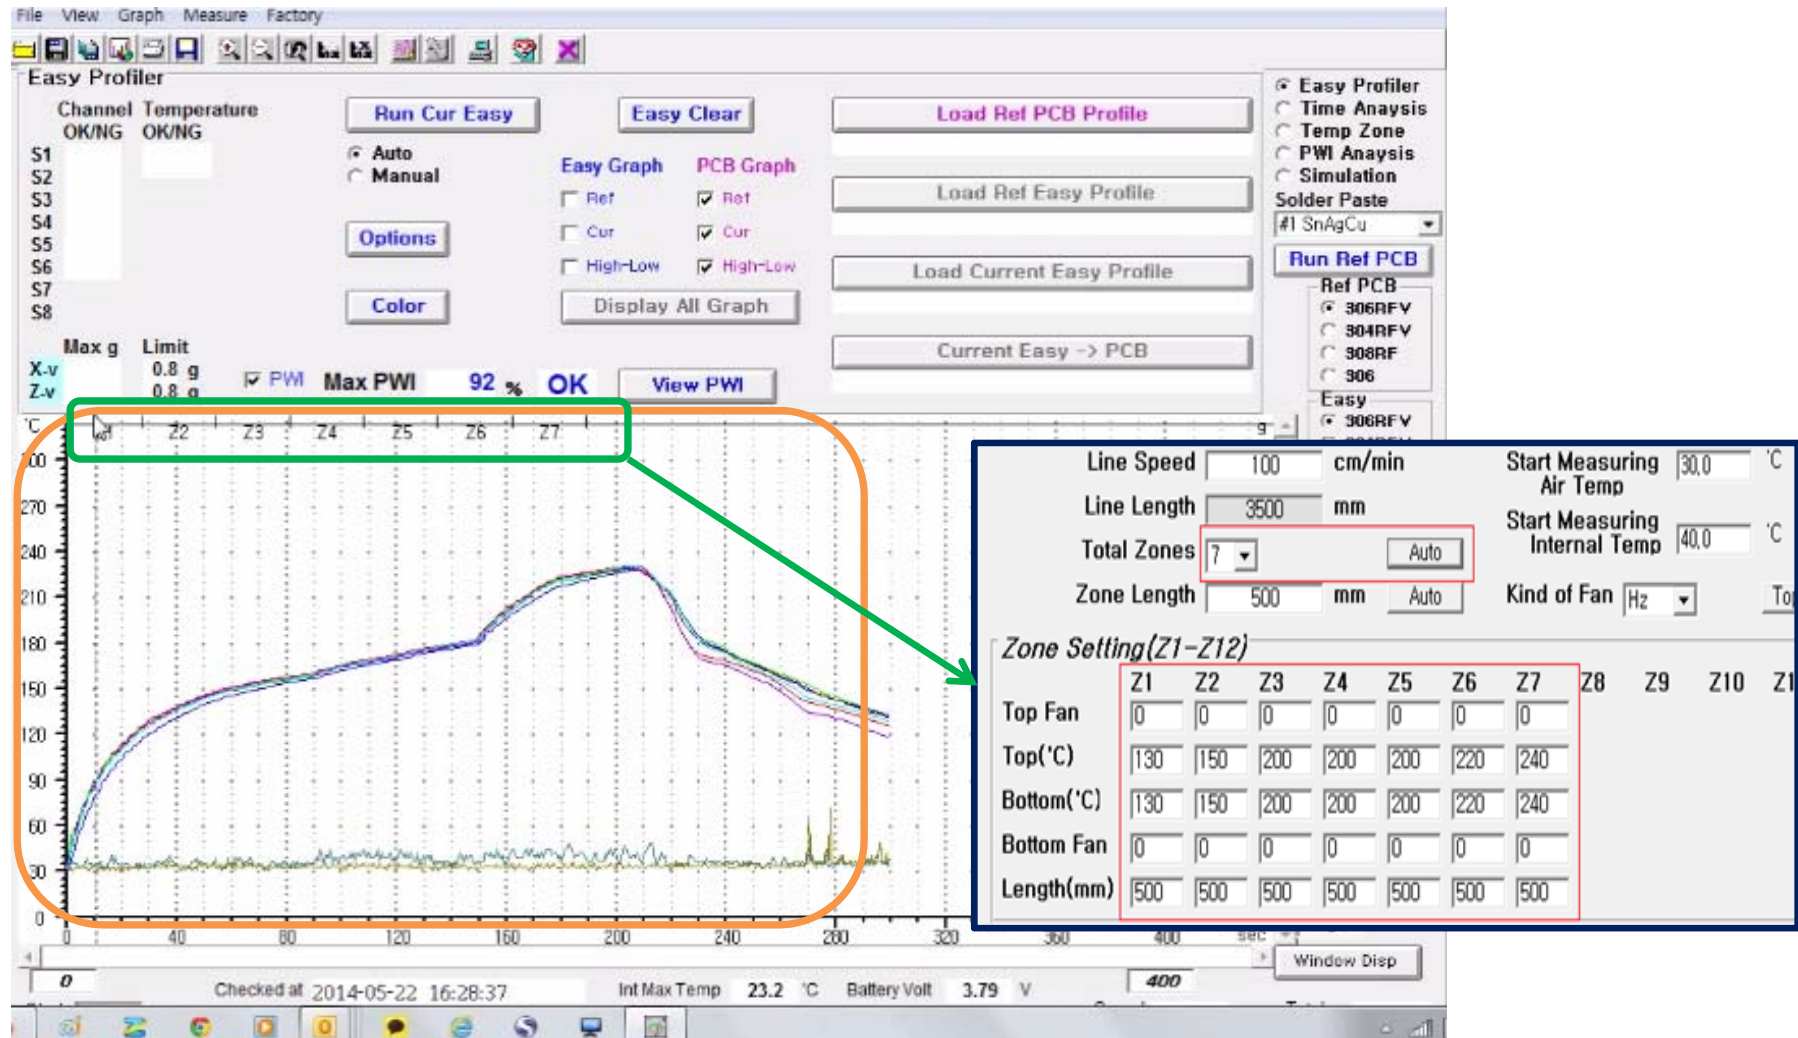 File View Graph Measure Factory
Easy Profiler
Channel Temperature
OK/NG OK/NG
S1
S2
S3
S4
S5
S6
S7
S8
Max g Limit
X-v 0.8 g
Z-v 0.8 g
Run Cur Easy
Auto
Manual
Options
Color
PWI Max PWI 92 % OK View PWI
Easy Clear
Easy Graph PCB Graph
Ref Ref
Cur Cur
High-Low High-Low
Display All Graph
Load Ref PCB Profile
Load Ref Easy Profile
Load Current Easy Profile
Current Easy -> PCB
Easy Profiler
Time Anaysis
Temp Zone
PWI Anaysis
Simulation
Solder Paste
#1 SnAgCu
Run Ref PCB
Ref PCB
306RFV
304RFV
308RF
306
Easy
306RFV
°C Z2 Z3 Z4 Z5 Z6 Z7 9
270
240
210
180
150
120
90
60
30
0
0 40 80 120 160 200 240 280 320 360 400 sec
Line Speed 100 cm/min
Line Length 3500 mm
Total Zones 7 Auto
Zone Length 500 mm Auto
Start Measuring Air Temp 30,0 °C
Start Measuring Internal Temp 40,0 °C
Kind of Fan Hz
Zone Setting(Z1-Z12)
Z1 Z2 Z3 Z4 Z5 Z6 Z7 Z8 Z9 Z10
Top Fan 0 0 0 0 0 0 0
Top(°C) 130 150 200 200 200 220 240
Bottom(°C) 130 150 200 200 200 220 240
Bottom Fan 0 0 0 0 0 0 0
Length(mm) 500 500 500 500 500 500 500
Window Disp
0 400
Checked at 2014-05-22 16:28:37 Int Max Temp 23.2 °C Battery Volt 3.79 V